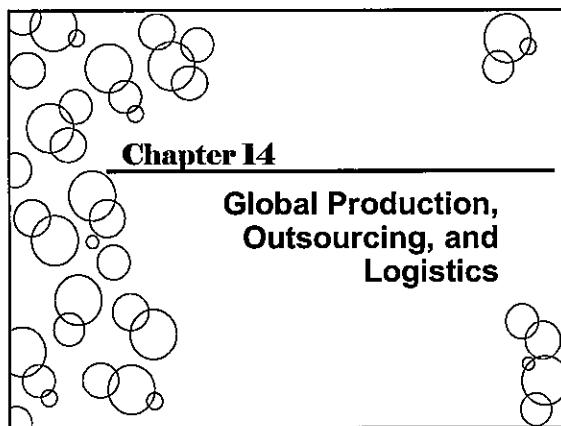 Chapter 14
Global Production,
Outsourcing, and
Logistics